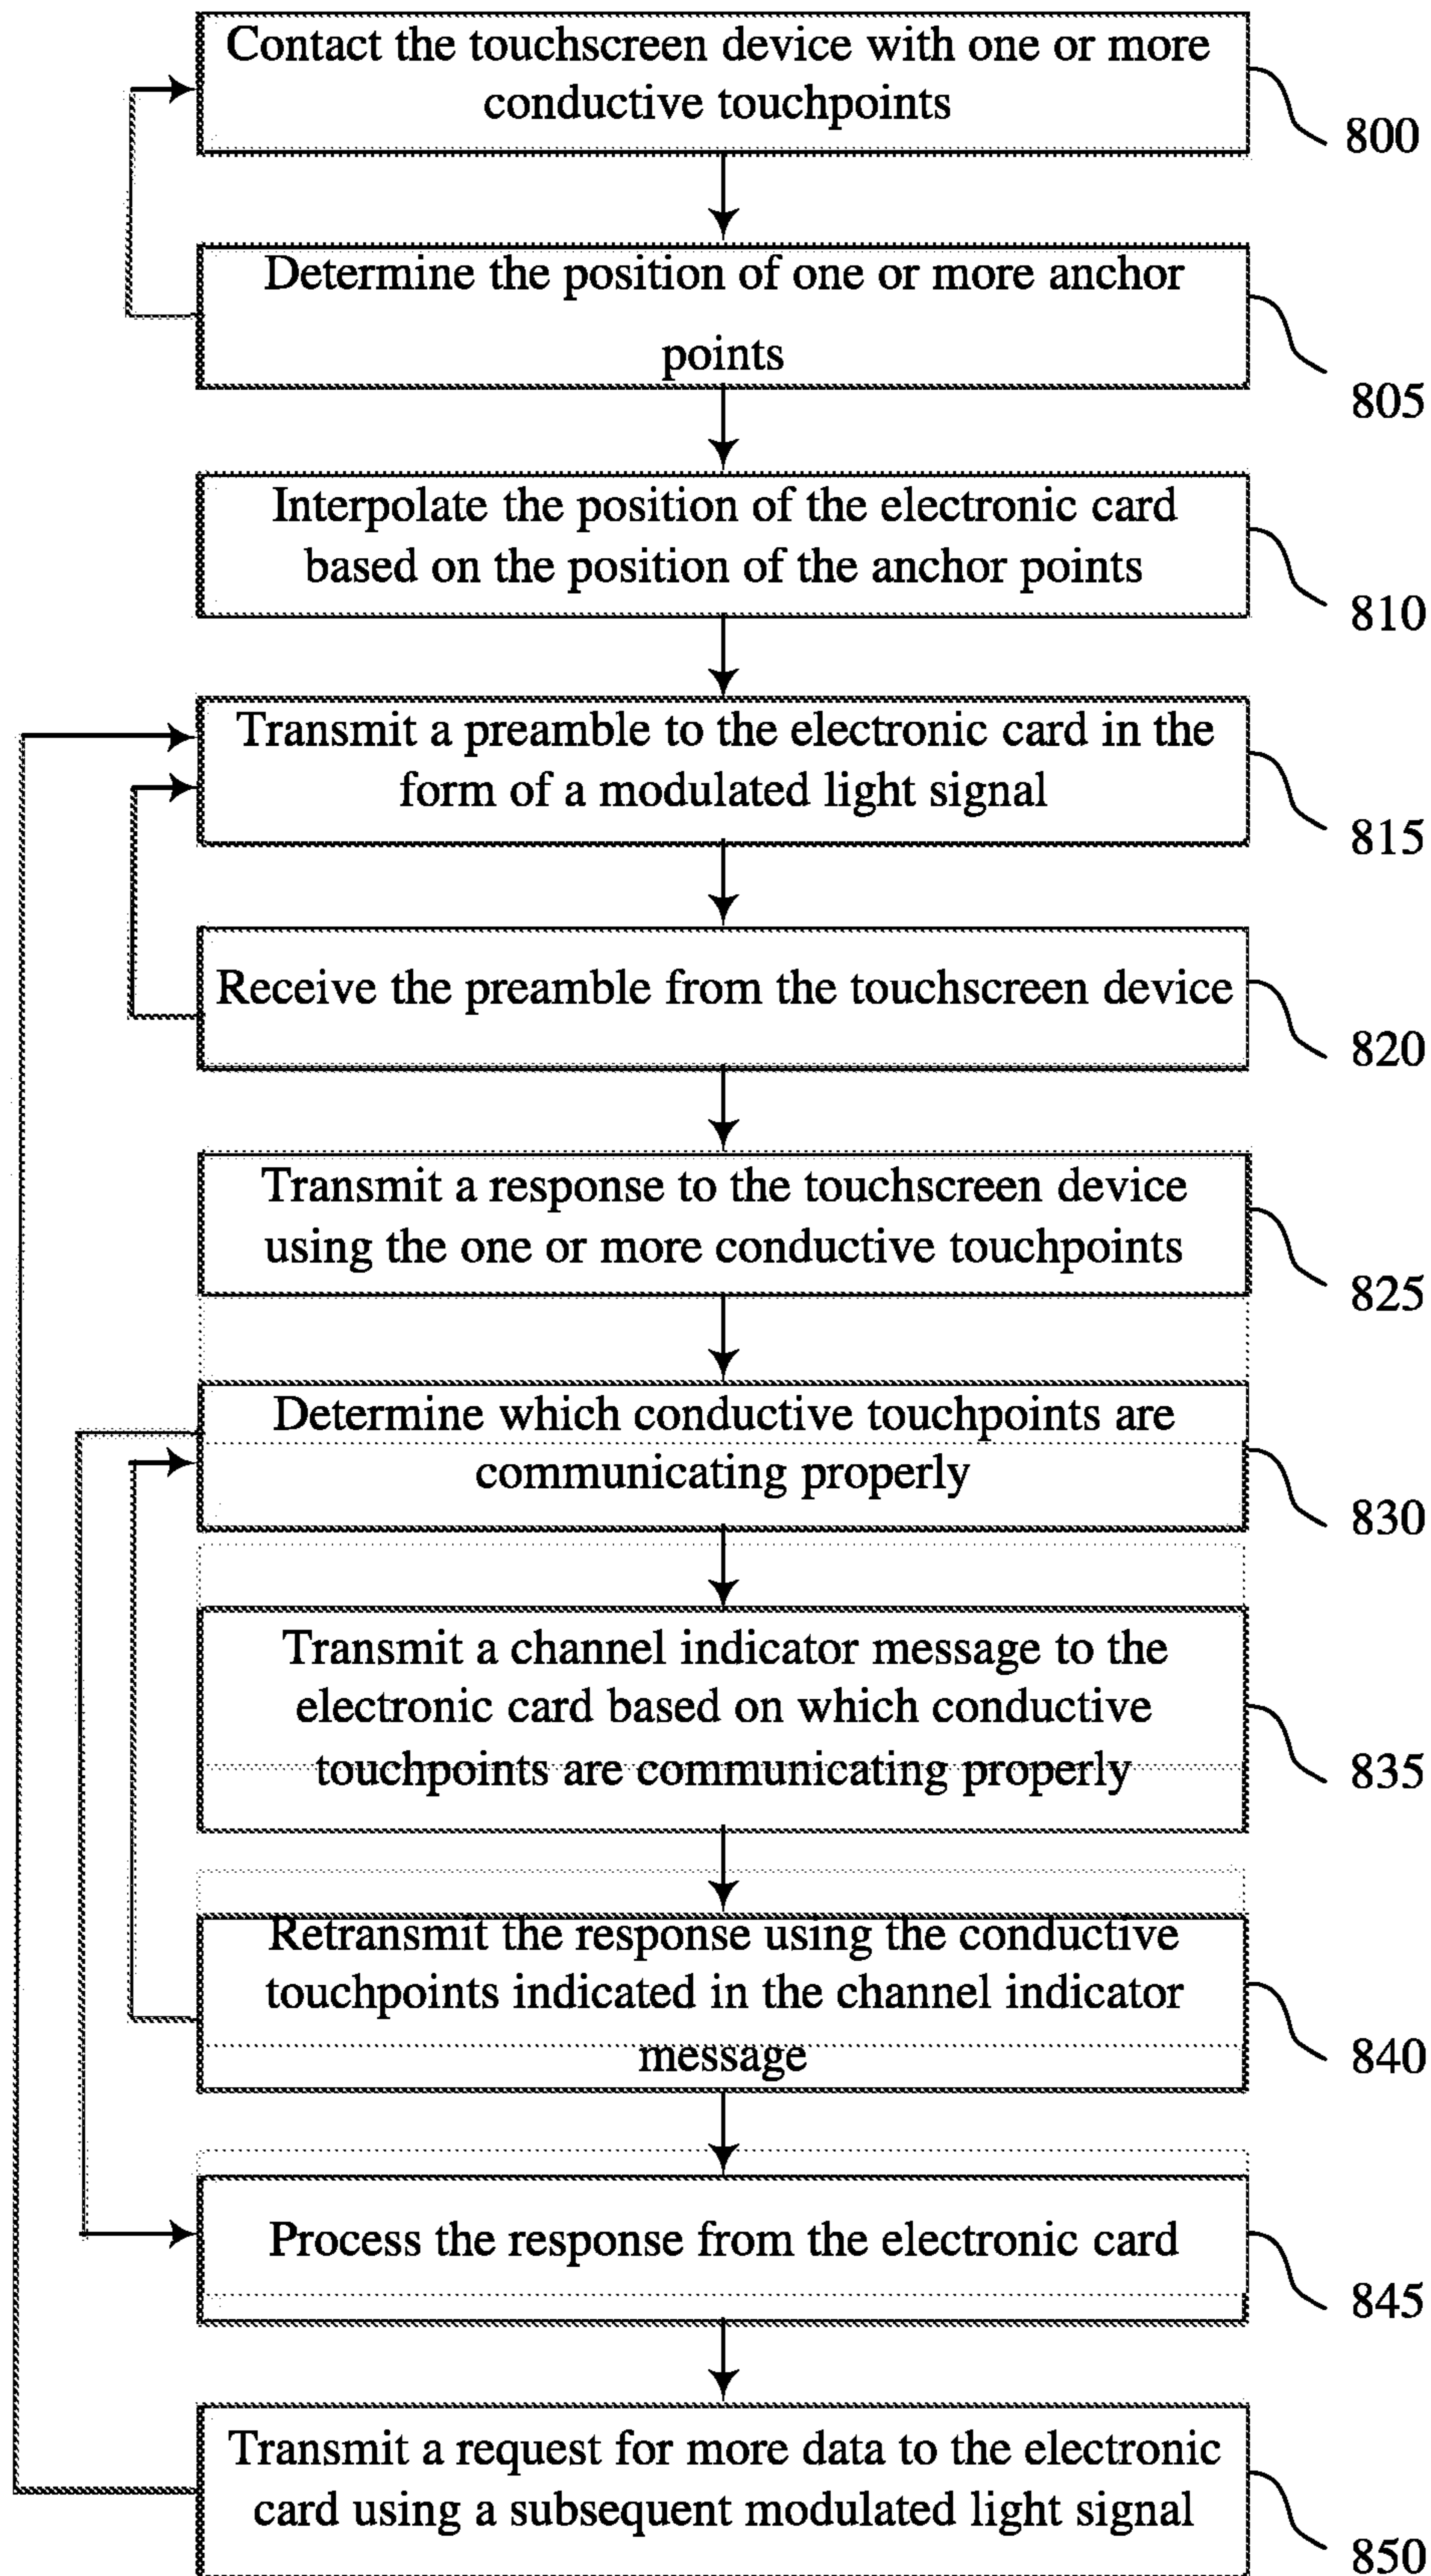 Contact the touchscreen device with one or more
conductive touchpoints
800
Determine the position of one or more anchor
points
805
Interpolate the position of the electronic card
based on the position of the anchor points
810
Transmit a preamble to the electronic card in the
form of a modulated light signal
815
Receive the preamble from the touchscreen device
820
Transmit a response to the touchscreen device
using the one or more conductive touchpoints
825
Determine which conductive touchpoints are
communicating properly
830
Transmit a channel indicator message to the
electronic card based on which conductive
touchpoints are communicating properly
835
Retransmit the response using the conductive
touchpoints indicated in the channel indicator
message
840
Process the response from the electronic card
845
Transmit a request for more data to the electronic
card using a subsequent modulated light signal
850